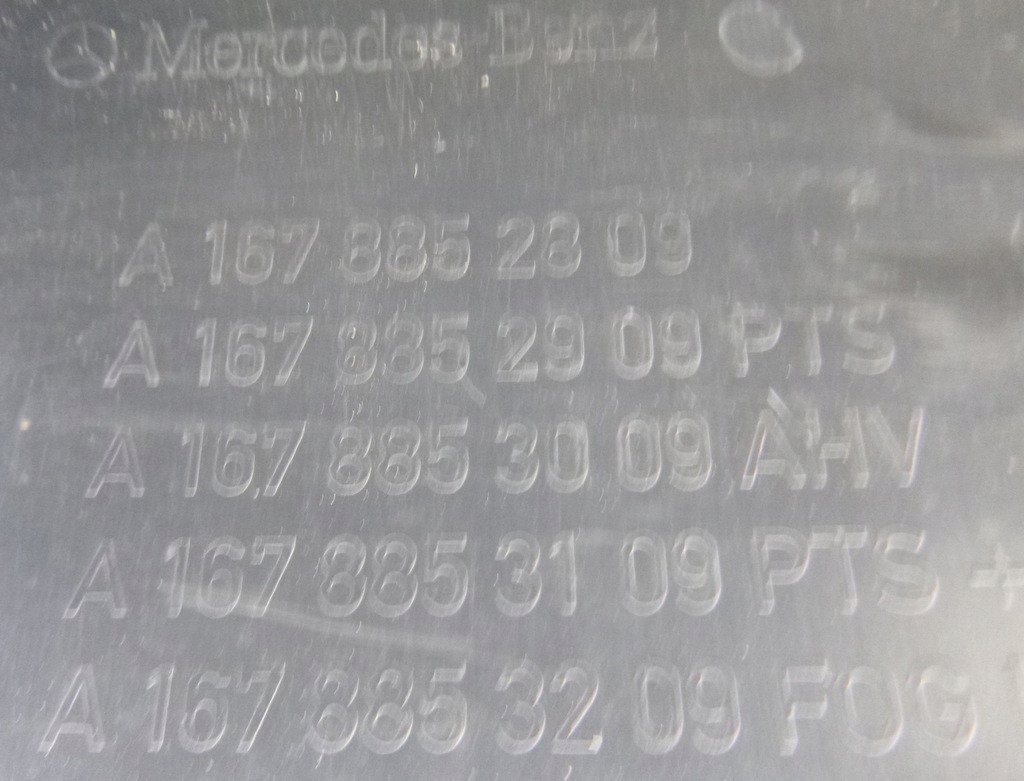 Mercedes-Benz
A 167 885 28 09
A 167 885 29 09 PTS
A 167 885 30 09 AHV
A 167 885 31 09 PTS +
A 167 885 32 09 FOG